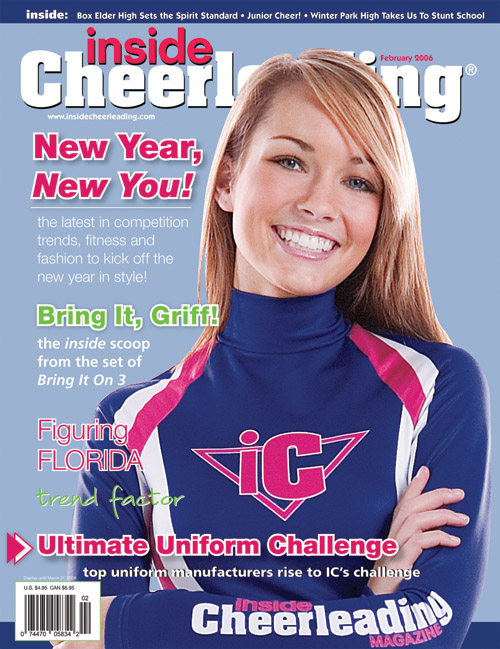 inside: Box Elder High Sets the Spirit Standard • Junior Cheer! • Winter Park High Takes Us To Stunt School
inside
February 2006
Cheerleading®
www.insidecheerleading.com
New Year,
New You!
the latest in competition
trends, fitness and
fashion to kick off the
new year in style!
Bring It, Griff!
the inside scoop
from the set of
Bring It On 3
Figuring
FLORIDA
iC
trend factor
Ultimate Uniform Challenge
top uniform manufacturers rise to IC's challenge
U.S. $4.95 CAN $6.95
02
0 74470 05834 2
inside
Cheerleading
MAGAZINE